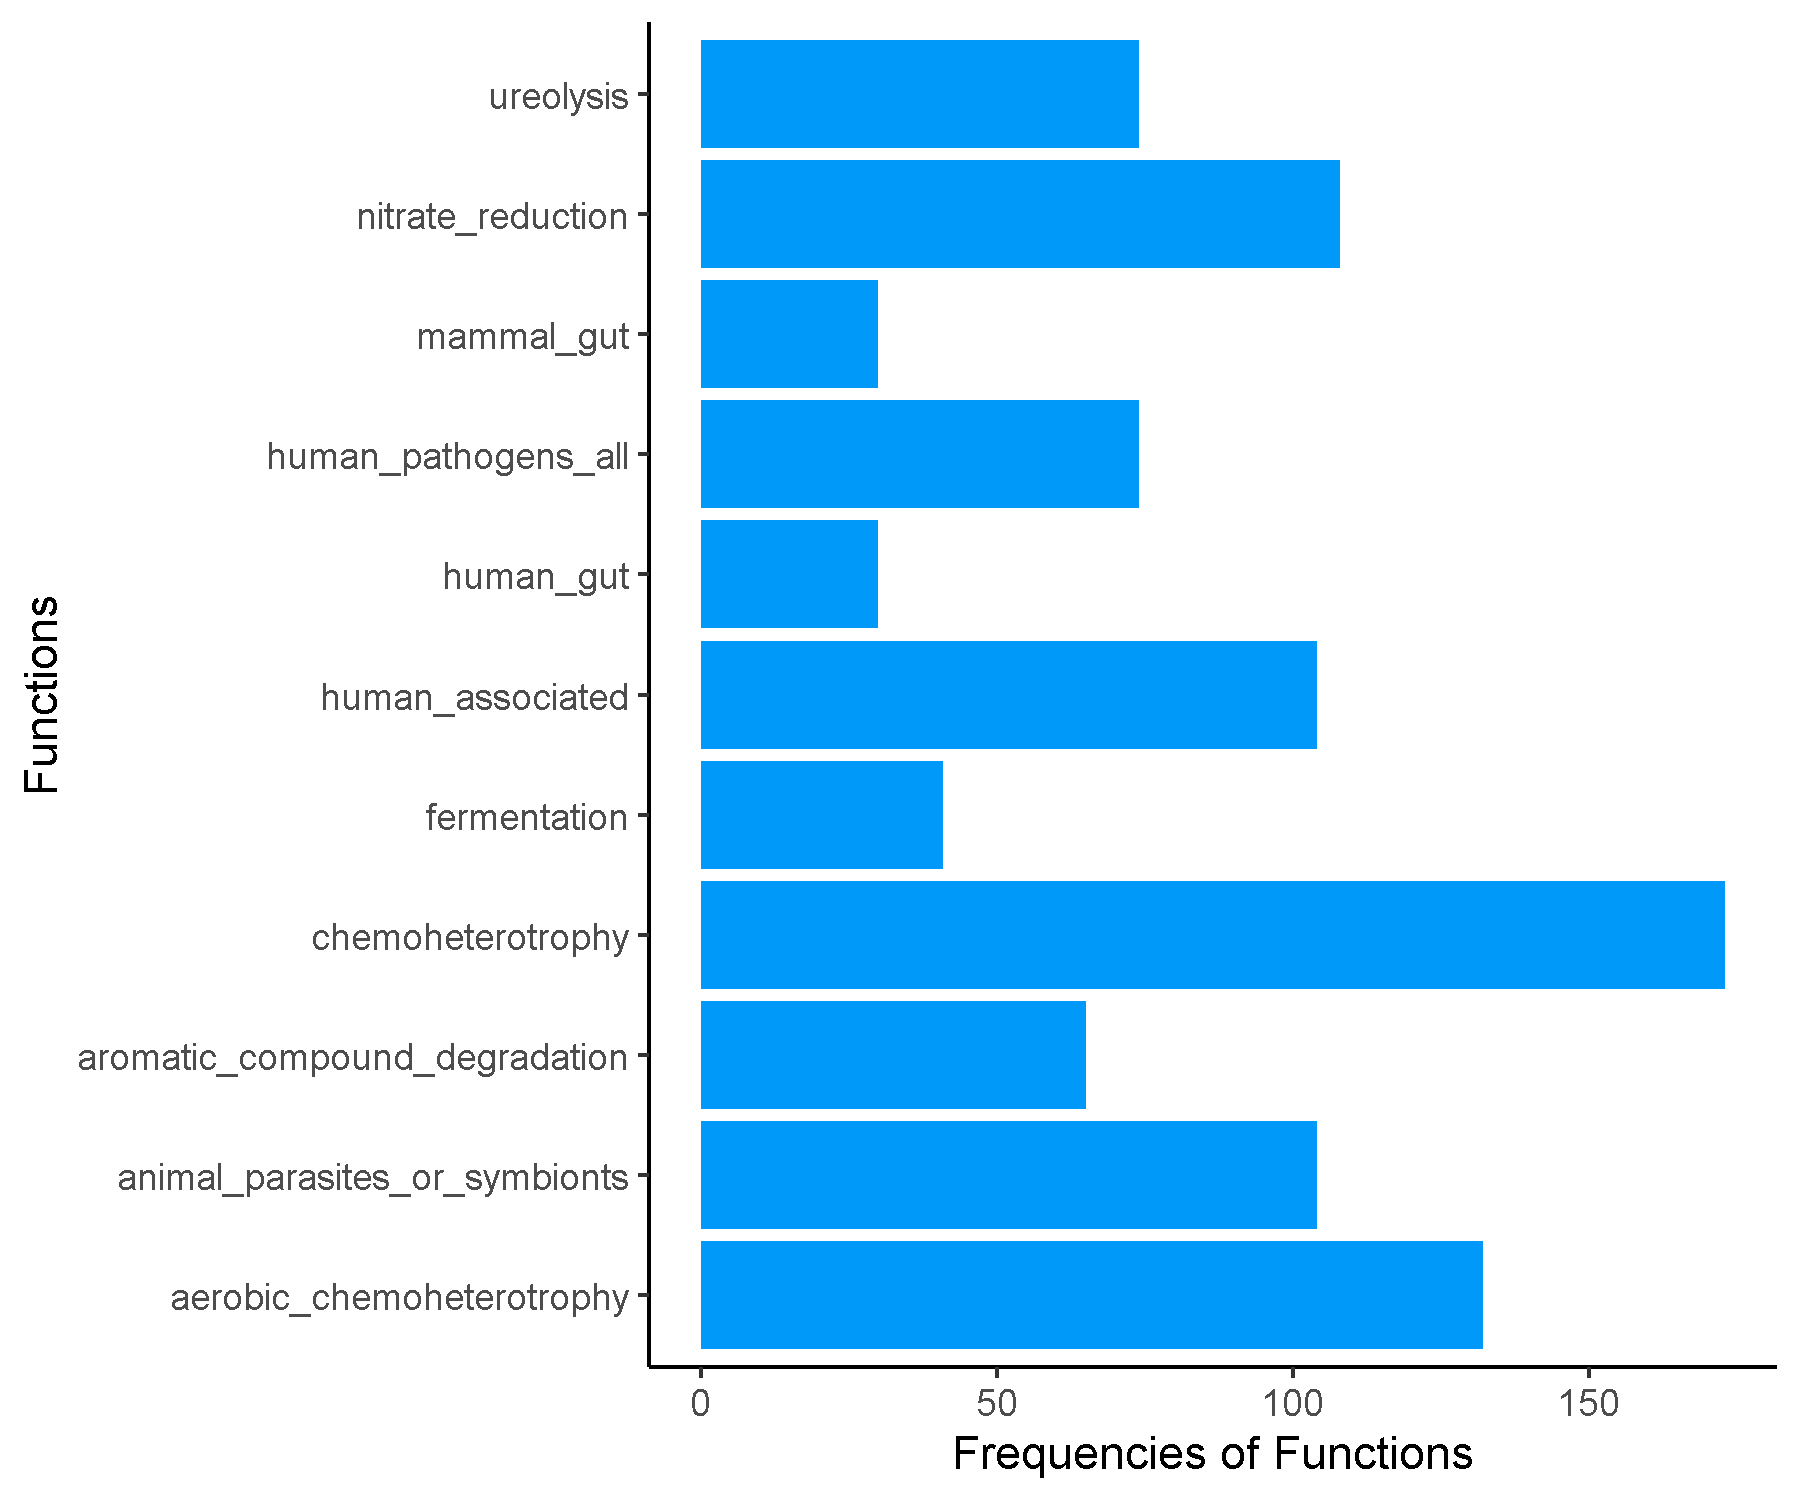 ureolysis
nitrate_reduction
mammal_gut
human_pathogens_all
human_gut
human_associated
fermentation
chemoheterotrophy
aromatic_compound_degradation
animal_parasites_or_symbionts
aerobic_chemoheterotrophy
Functions
0 50 100 150
Frequencies of Functions